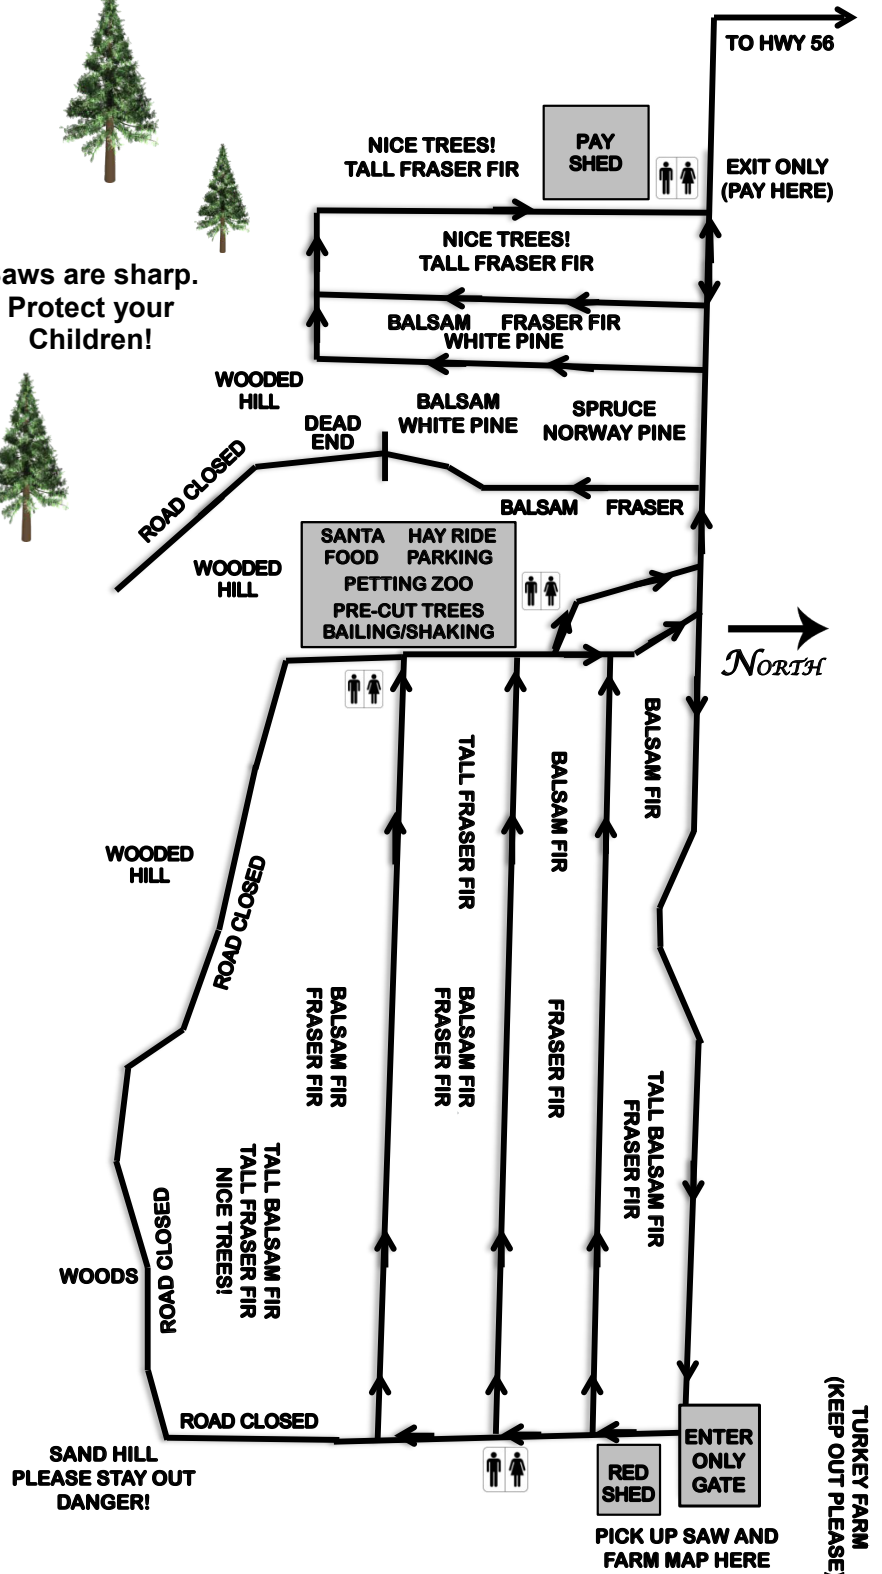 TO HWY 56
PAY
SHED
NICE TREES!
TALL FRASER FIR
EXIT ONLY
(PAY HERE)
NICE TREES!
TALL FRASER FIR
aws are sharp.
Protect your
Children!
BALSAM FRASER FIR
WHITE PINE
WOODED
HILL
BALSAM
WHITE PINE
SPRUCE
NORWAY PINE
DEAD
END
ROAD CLOSED
BALSAM FRASER
SANTA HAY RIDE
FOOD PARKING
PETTING ZOO
PRE-CUT TREES
BAILING/SHAKING
WOODED
HILL
NORTH
BALSAM FIR
TALL FRASER FIR
BALSAM FIR
WOODED
HILL
ROAD CLOSED
BALSAM FIR
FRASER FIR
BALSAM FIR
FRASER FIR
FRASER FIR
TALL BALSAM FIR
FRASER FIR
TALL BALSAM FIR
TALL FRASER FIR
NICE TREES!
ROAD CLOSED
WOODS
ROAD CLOSED
SAND HILL
PLEASE STAY OUT
DANGER!
ENTER
ONLY
GATE
RED
SHED
PICK UP SAW AND
FARM MAP HERE
TURKEY FARM
(KEEP OUT PLEASE)